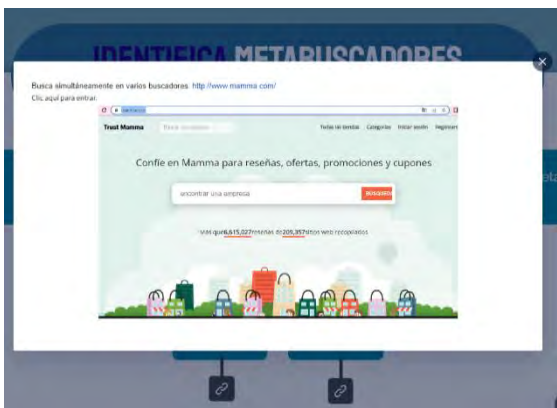 IDENTIFICA METABUSCADORES
Busca simultáneamente en varios buscadores http://www.mamma.com/
Clic aquí para entrar.
Trust Mamma
Todas las tiendas Categorías Iniciar sesión
Confíe en Mamma para reseñas, ofertas, promociones y cupones
encontrar una empresa
BÚSQUEDA
Más que 6,615,027 reseñas de 209,357 sitios web recopilados